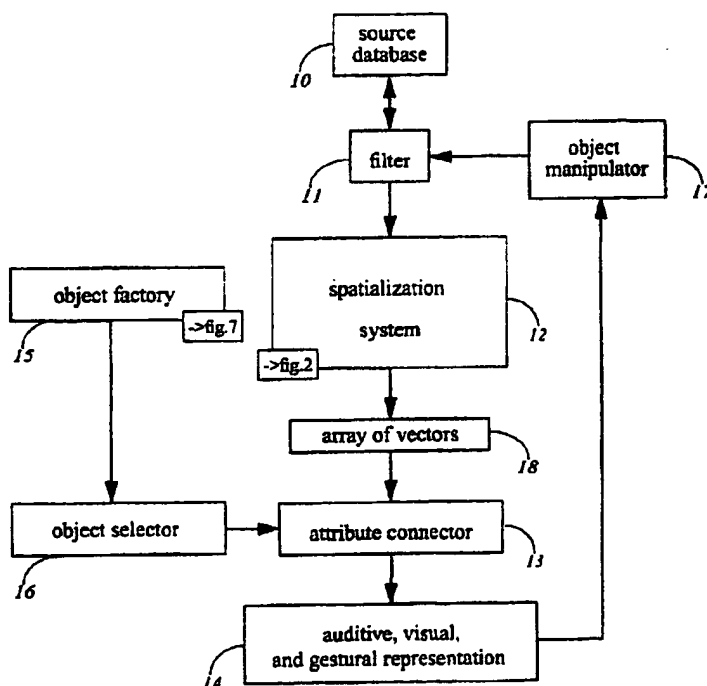 source
database
10
filter
11
object
manipulator
17
spatialization
system
12
->fig.2
object factory
->fig.7
15
array of vectors
18
object selector
16
attribute connector
13
auditive, visual,
and gestural representation
14